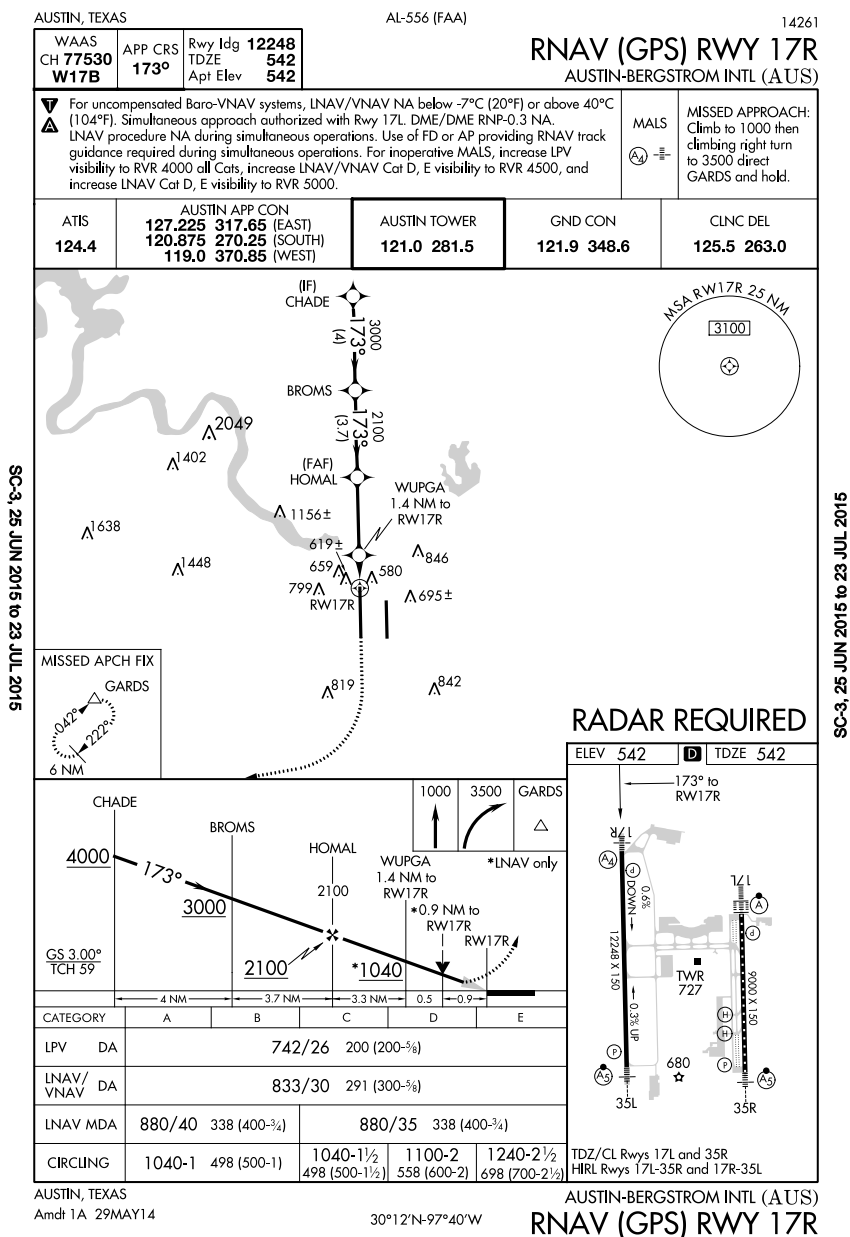 AUSTIN, TEXAS
AL-556 (FAA)
14261
WAAS
CH 77530
W17B
APP CRS
173°
Rwy ldg 12248
TDZE 542
Apt Elev 542
RNAV (GPS) RWY 17R
AUSTIN-BERGSTROM INTL (AUS)
T
A
For uncompensated Baro-VNAV systems, LNAV/VNAV NA below -7°C (20°F) or above 40°C
(104°F). Simultaneous approach authorized with Rwy 17L. DME/DME RNP-0.3 NA.
LNAV procedure NA during simultaneous operations. Use of FD or AP providing RNAV track
guidance required during simultaneous operations. For inoperative MALS, increase LPV
visibility to RVR 4000 all Cats, increase LNAV/VNAV Cat D, E visibility to RVR 4500, and
increase LNAV Cat D, E visibility to RVR 5000.
MALS
A4
MISSED APPROACH:
Climb to 1000 then
climbing right turn
to 3500 direct
GARDS and hold.
ATIS
124.4
AUSTIN APP CON
127.225 317.65 (EAST)
120.875 270.25 (SOUTH)
119.0 370.85 (WEST)
AUSTIN TOWER
121.0 281.5
GND CON
121.9 348.6
CLNC DEL
125.5 263.0
(IF)
CHADE
3000
173°
(4)
BROMS
2100
173°
(3.7)
(FAF)
HOMAL
WUPGA
1.4 NM to
RW17R
MSA RW17R 25 NM
3100
2049
1402
1638
1448
1156±
619±
659
799
RW17R
580
846
695±
819
842
MISSED APCH FIX
GARDS
042°
222°
6 NM
SC-3, 25 JUN 2015 to 23 JUL 2015
SC-3, 25 JUN 2015 to 23 JUL 2015
RADAR REQUIRED
ELEV 542
D
TDZE 542
173° to
RW17R
17R
A4
P
0.6%
DOWN
12248 X 150
17L
A
P
TWR
727
9000 X 150
0.3% UP
H
H
P
P
680
A5
A5
35L
35R
TDZ/CL Rwys 17L and 35R
HIRL Rwys 17L-35R and 17R-35L
CHADE
BROMS
HOMAL
WUPGA
1.4 NM to
RW17R
1000
3500
GARDS
*LNAV only
4000
173°
3000
2100
2100
*0.9 NM to
RW17R
RW17R
*1040
GS 3.00°
TCH 59
4 NM
3.7 NM
3.3 NM
0.5
0.9
CATEGORY A B C D E
LPV DA 742/26 200 (200-⅝)
LNAV/
VNAV DA 833/30 291 (300-⅝)
LNAV MDA 880/40 338 (400-¾) 880/35 338 (400-¾)
CIRCLING 1040-1 498 (500-1)
1040-1½
498 (500-1½)
1100-2
558 (600-2)
1240-2½
698 (700-2½)
AUSTIN, TEXAS
Amdt 1A 29MAY14
30°12'N-97°40'W
AUSTIN-BERGSTROM INTL (AUS)
RNAV (GPS) RWY 17R